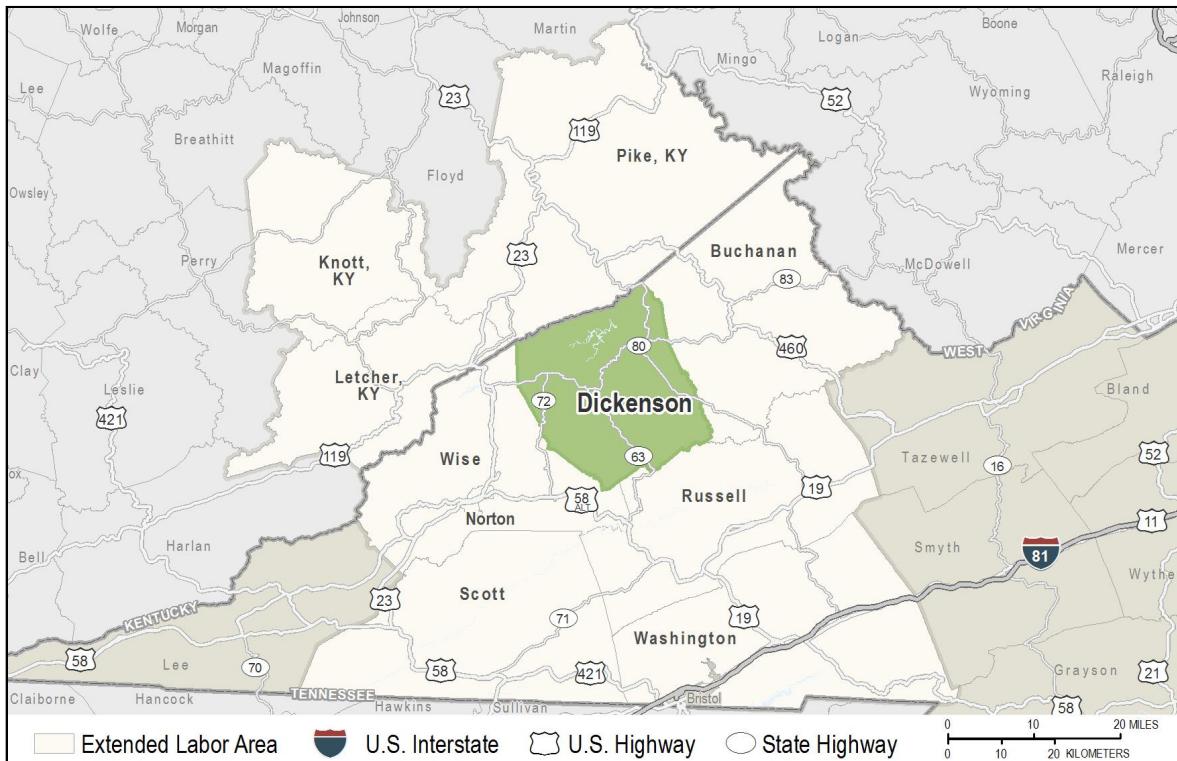 Wolfe
Morgan
Johnson
Martin
Logan
Boone
Magoffin
Mingo
Lee
23
52
Wyoming
Raleigh
Breathitt
119
Floyd
Pike, KY
Owsley
Perry
Knott,
KY
23
Buchanan
83
McDowell
Mercer
VIRGINIA
WEST
80
460
Clay
Leslie
Letcher,
KY
72
Dickenson
Bland
421
119
Wise
63
Tazewell
16
52
58
ALT
Russell
19
Norton
11
Bell
Harlan
Smyth
81
Wythe
KENTUCKY
23
Scott
71
19
Washington
58
Lee
70
58
421
Grayson
21
TENNESSEE
Bristol
58
Claiborne
Hancock
Hawkins
Sullivan
Extended Labor Area
U.S. Interstate
U.S. Highway
State Highway
0 10 20 MILES
0 10 20 KILOMETERS